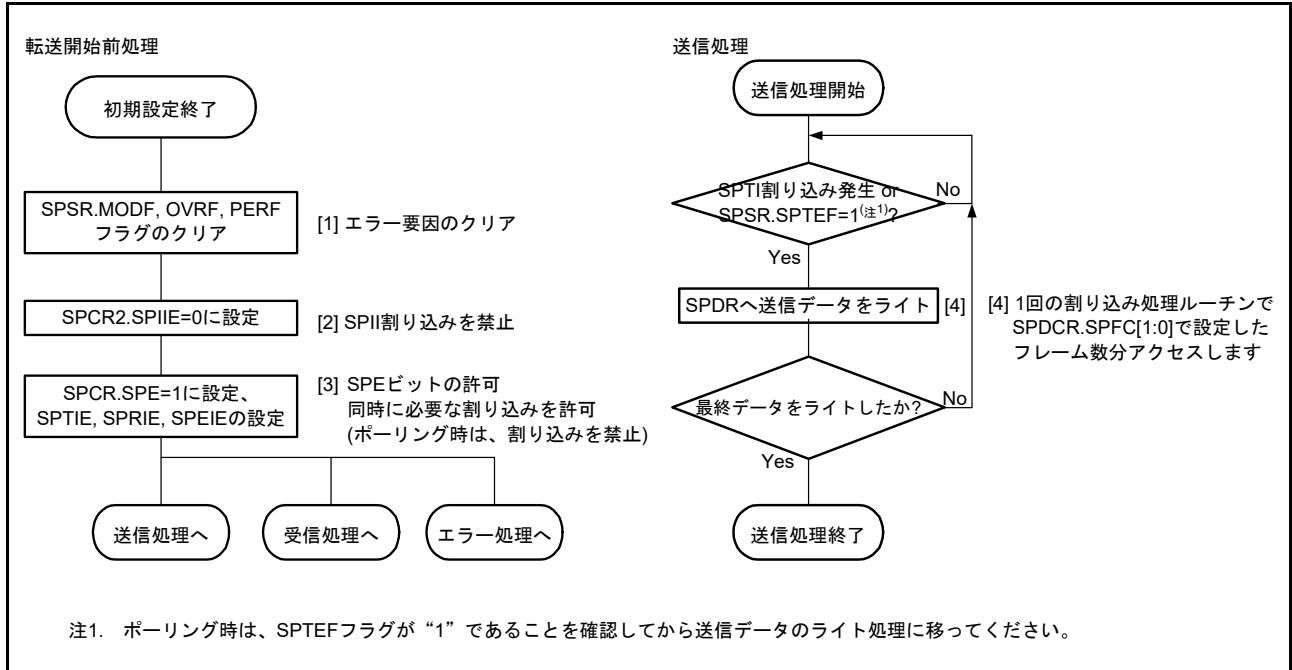 転送開始前処理
初期設定終了
SPSR.MODF, OVRF, PERF
フラグのクリア
[1] エラー要因のクリア
SPCR2.SPIIE=0に設定
[2] SPII割り込みを禁止
SPCR.SPE=1に設定、
SPTIE, SPRIE, SPEIEの設定
[3] SPEビットの許可
同時に必要な割り込みを許可
(ポーリング時は、割り込みを禁止)
送信処理へ
受信処理へ
エラー処理へ
送信処理
送信処理開始
SPTI割り込み発生 or
SPSR.SPTEF=1(注1)?
No
Yes
SPDRへ送信データをライト
[4]
[4] 1回の割り込み処理ルーチンで
SPDCR.SPFC[1:0]で設定した
フレーム数分アクセスします
最終データをライトしたか?
No
Yes
送信処理終了
注1. ポーリング時は、SPTEFフラグが“1”であることを確認してから送信データのライト処理に移ってください。